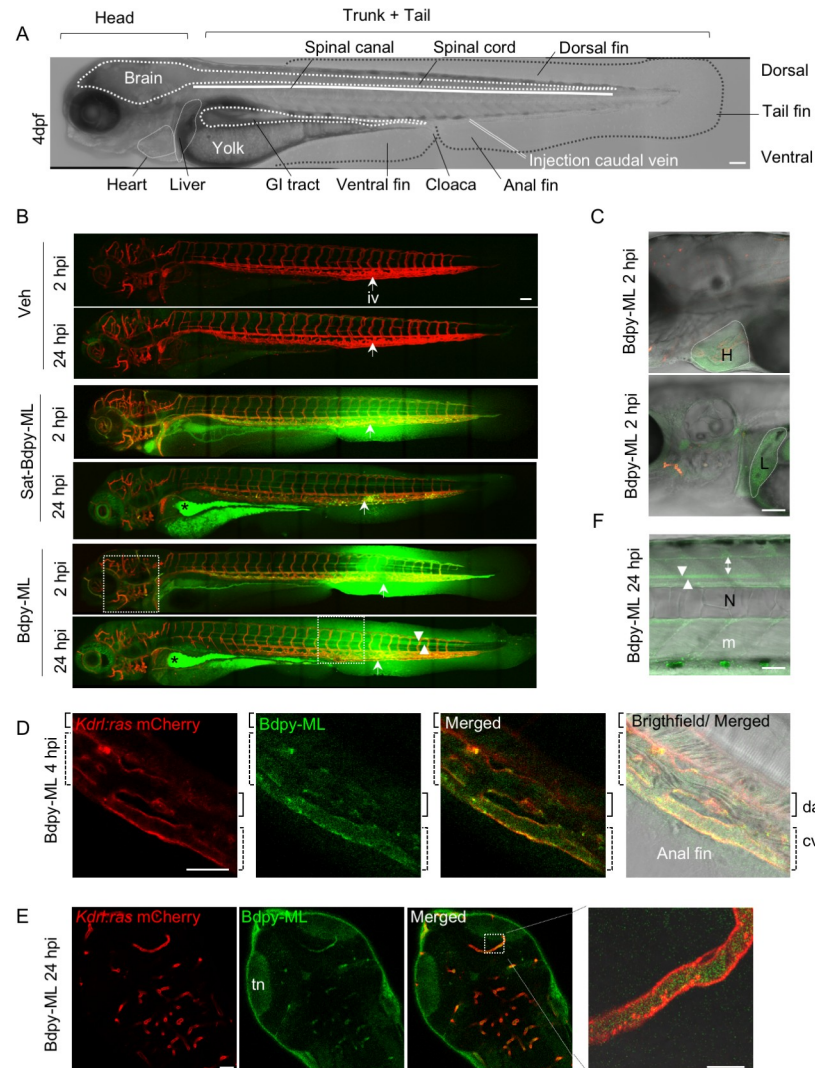 Head
Trunk + Tail
A
Spinal canal
Spinal cord
Dorsal fin
Dorsal
Brain
4dpf
Tail fin
Yolk
Injection caudal vein
Ventral
Heart
Liver
GI tract
Ventral fin
Cloaca
Anal fin
B
C
Veh
2 hpi
iv
24 hpi
Sat-Bdpy-ML
2 hpi
24 hpi
*
Bdpy-ML
2 hpi
24 hpi
*
Bdpy-ML 2 hpi
H
Bdpy-ML 2 hpi
L
F
Bdpy-ML 24 hpi
N
m
D
Bdpy-ML 4 hpi
Kdrl:ras mCherry
Bdpy-ML
Merged
Brigthfield/ Merged
da
cv
Anal fin
E
Bdpy-ML 24 hpi
Kdrl:ras mCherry
Bdpy-ML
Merged
tn